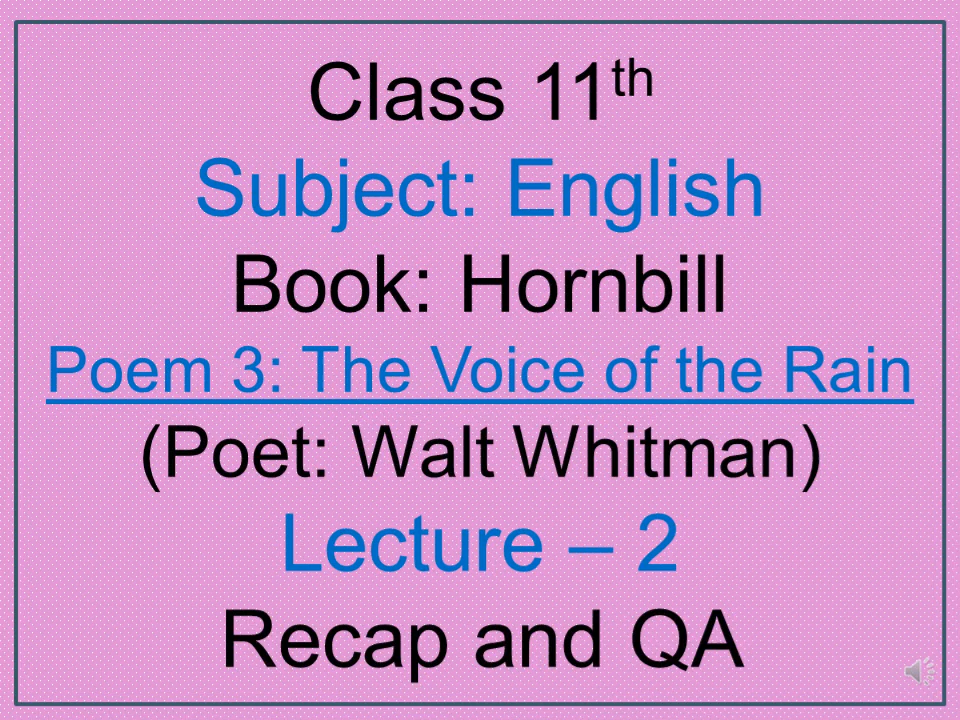 Class 11th
Subject: English
Book: Hornbill
Poem 3: The Voice of the Rain
(Poet: Walt Whitman)
Lecture – 2
Recap and QA